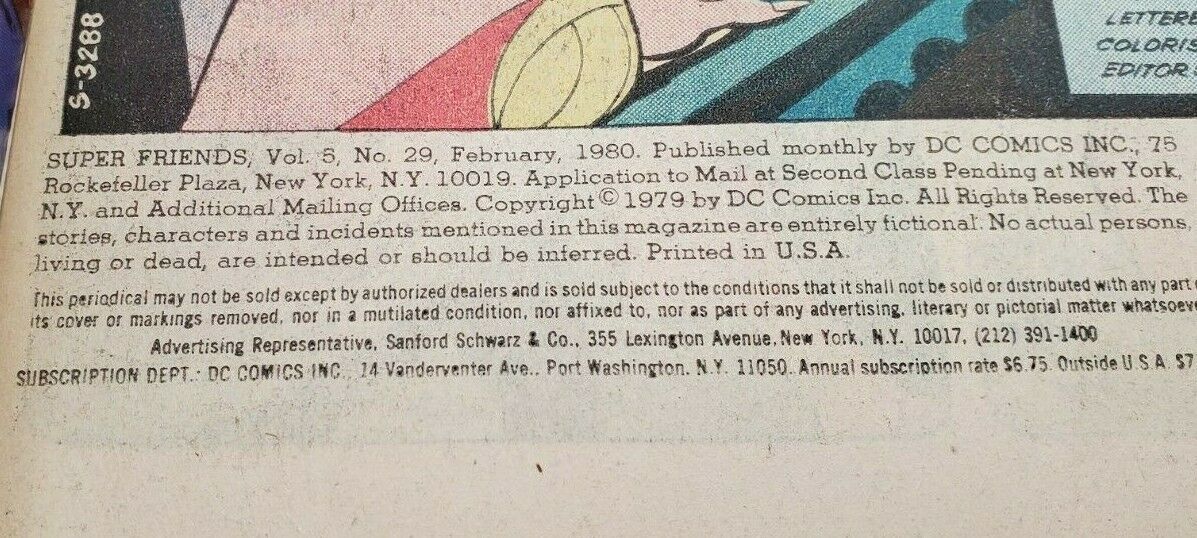 S-3288
LETTERE
COLORIS
EDITOR
SUPER FRIENDS, Vol. 5, No. 29, February, 1980. Published monthly by DC COMICS INC., 75
Rockefeller Plaza, New York, N.Y. 10019. Application to Mail at Second Class Pending at New York,
N.Y. and Additional Mailing Offices. Copyright © 1979 by DC Comics Inc. All Rights Reserved. The
stories, characters and incidents mentioned in this magazine are entirely fictional. No actual persons,
living or dead, are intended or should be inferred. Printed in U.S.A.
This periodical may not be sold except by authorized dealers and is sold subject to the conditions that it shall not be sold or distributed with any part
its cover or markings removed, nor in a mutilated condition, nor affixed to, nor as part of any advertising, literary or pictorial matter whatsoev
Advertising Representative, Sanford Schwarz & Co., 355 Lexington Avenue, New York, N.Y. 10017, (212) 391-1400
SUBSCRIPTION DEPT.: DC COMICS INC., 14 Vanderventer Ave., Port Washington, N.Y. 11050. Annual subscription rate $6.75. Outside U.S.A. $7